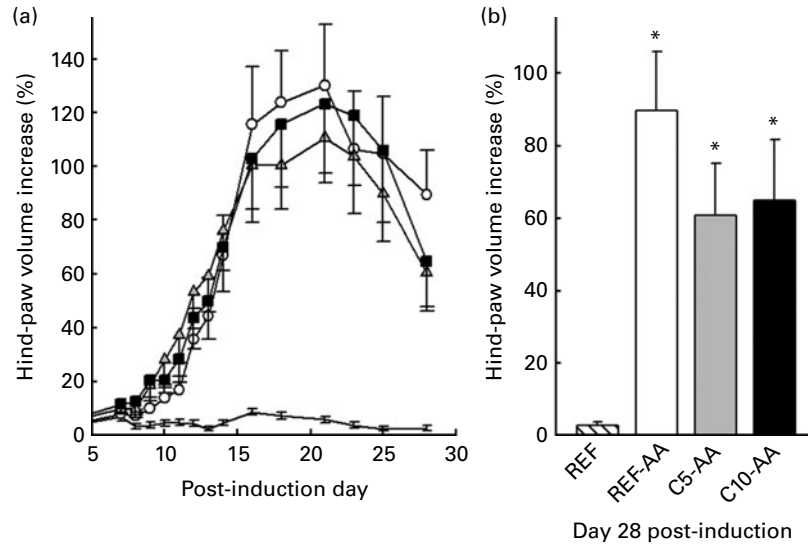 (a)
Hind-paw volume increase (%)
140
120
100
80
60
40
20
0
5
10
15
20
25
30
Post-induction day
(b)
Hind-paw volume increase (%)
100
80
60
40
20
0
*
*
*
REF
REF-AA
C5-AA
C10-AA
Day 28 post-induction